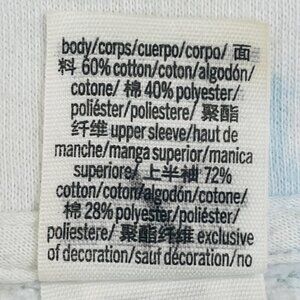 body/corps/cuerpo/corpo/ 面
料 60% cotton/coton/algodón/
cotone/ 棉 40% polyester/
poliéster/poliestere/ 聚酯
纤维 upper sleeve/haut de
manche/manga superior/manica
superiore/ 上半袖 72%
cotton/coton/algodón/cotone/
棉 28% polyester/poliéster/
poliestere/ 聚酯纤维 exclusive
of decoration/sauf décoration/no